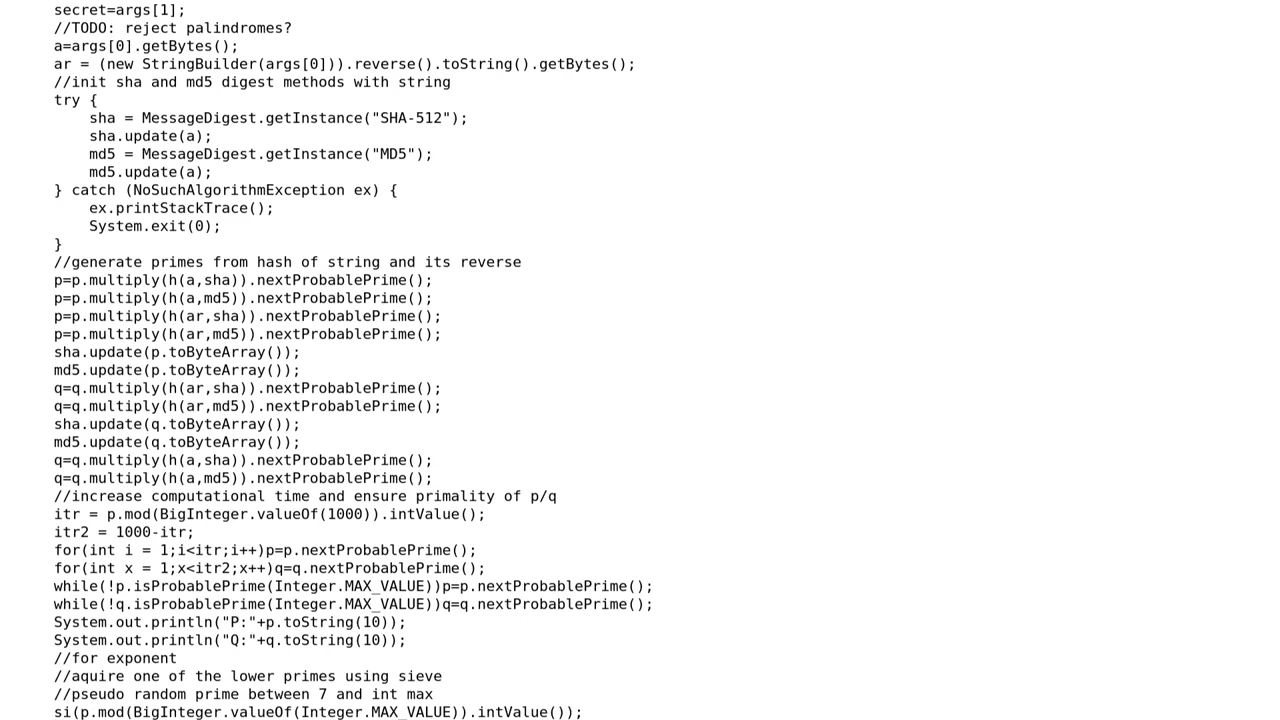 secret=args[1];
//TODO: reject palindromes?
a=args[0].getBytes();
ar = (new StringBuilder(args[0])).reverse().toString().getBytes();
//init sha and md5 digest methods with string
try {
    sha = MessageDigest.getInstance("SHA-512");
    sha.update(a);
    md5 = MessageDigest.getInstance("MD5");
    md5.update(a);
} catch (NoSuchAlgorithmException ex) {
    ex.printStackTrace();
    System.exit(0);
}
//generate primes from hash of string and its reverse
p=p.multiply(h(a,sha)).nextProbablePrime();
p=p.multiply(h(a,md5)).nextProbablePrime();
p=p.multiply(h(ar,sha)).nextProbablePrime();
p=p.multiply(h(ar,md5)).nextProbablePrime();
sha.update(p.toByteArray());
md5.update(p.toByteArray());
q=q.multiply(h(ar,sha)).nextProbablePrime();
q=q.multiply(h(ar,md5)).nextProbablePrime();
sha.update(q.toByteArray());
md5.update(q.toByteArray());
q=q.multiply(h(a,sha)).nextProbablePrime();
q=q.multiply(h(a,md5)).nextProbablePrime();
//increase computational time and ensure primality of p/q
itr = p.mod(BigInteger.valueOf(1000)).intValue();
itr2 = 1000-itr;
for(int i = 1;i<itr;i++)p=p.nextProbablePrime();
for(int x = 1;x<itr2;x++)q=q.nextProbablePrime();
while(!p.isProbablePrime(Integer.MAX_VALUE))p=p.nextProbablePrime();
while(!q.isProbablePrime(Integer.MAX_VALUE))q=q.nextProbablePrime();
System.out.println("P:"+p.toString(10));
System.out.println("Q:"+q.toString(10));
//for exponent
//aquire one of the lower primes using sieve
//pseudo random prime between 7 and int max
si(p.mod(BigInteger.valueOf(Integer.MAX_VALUE)).intValue());